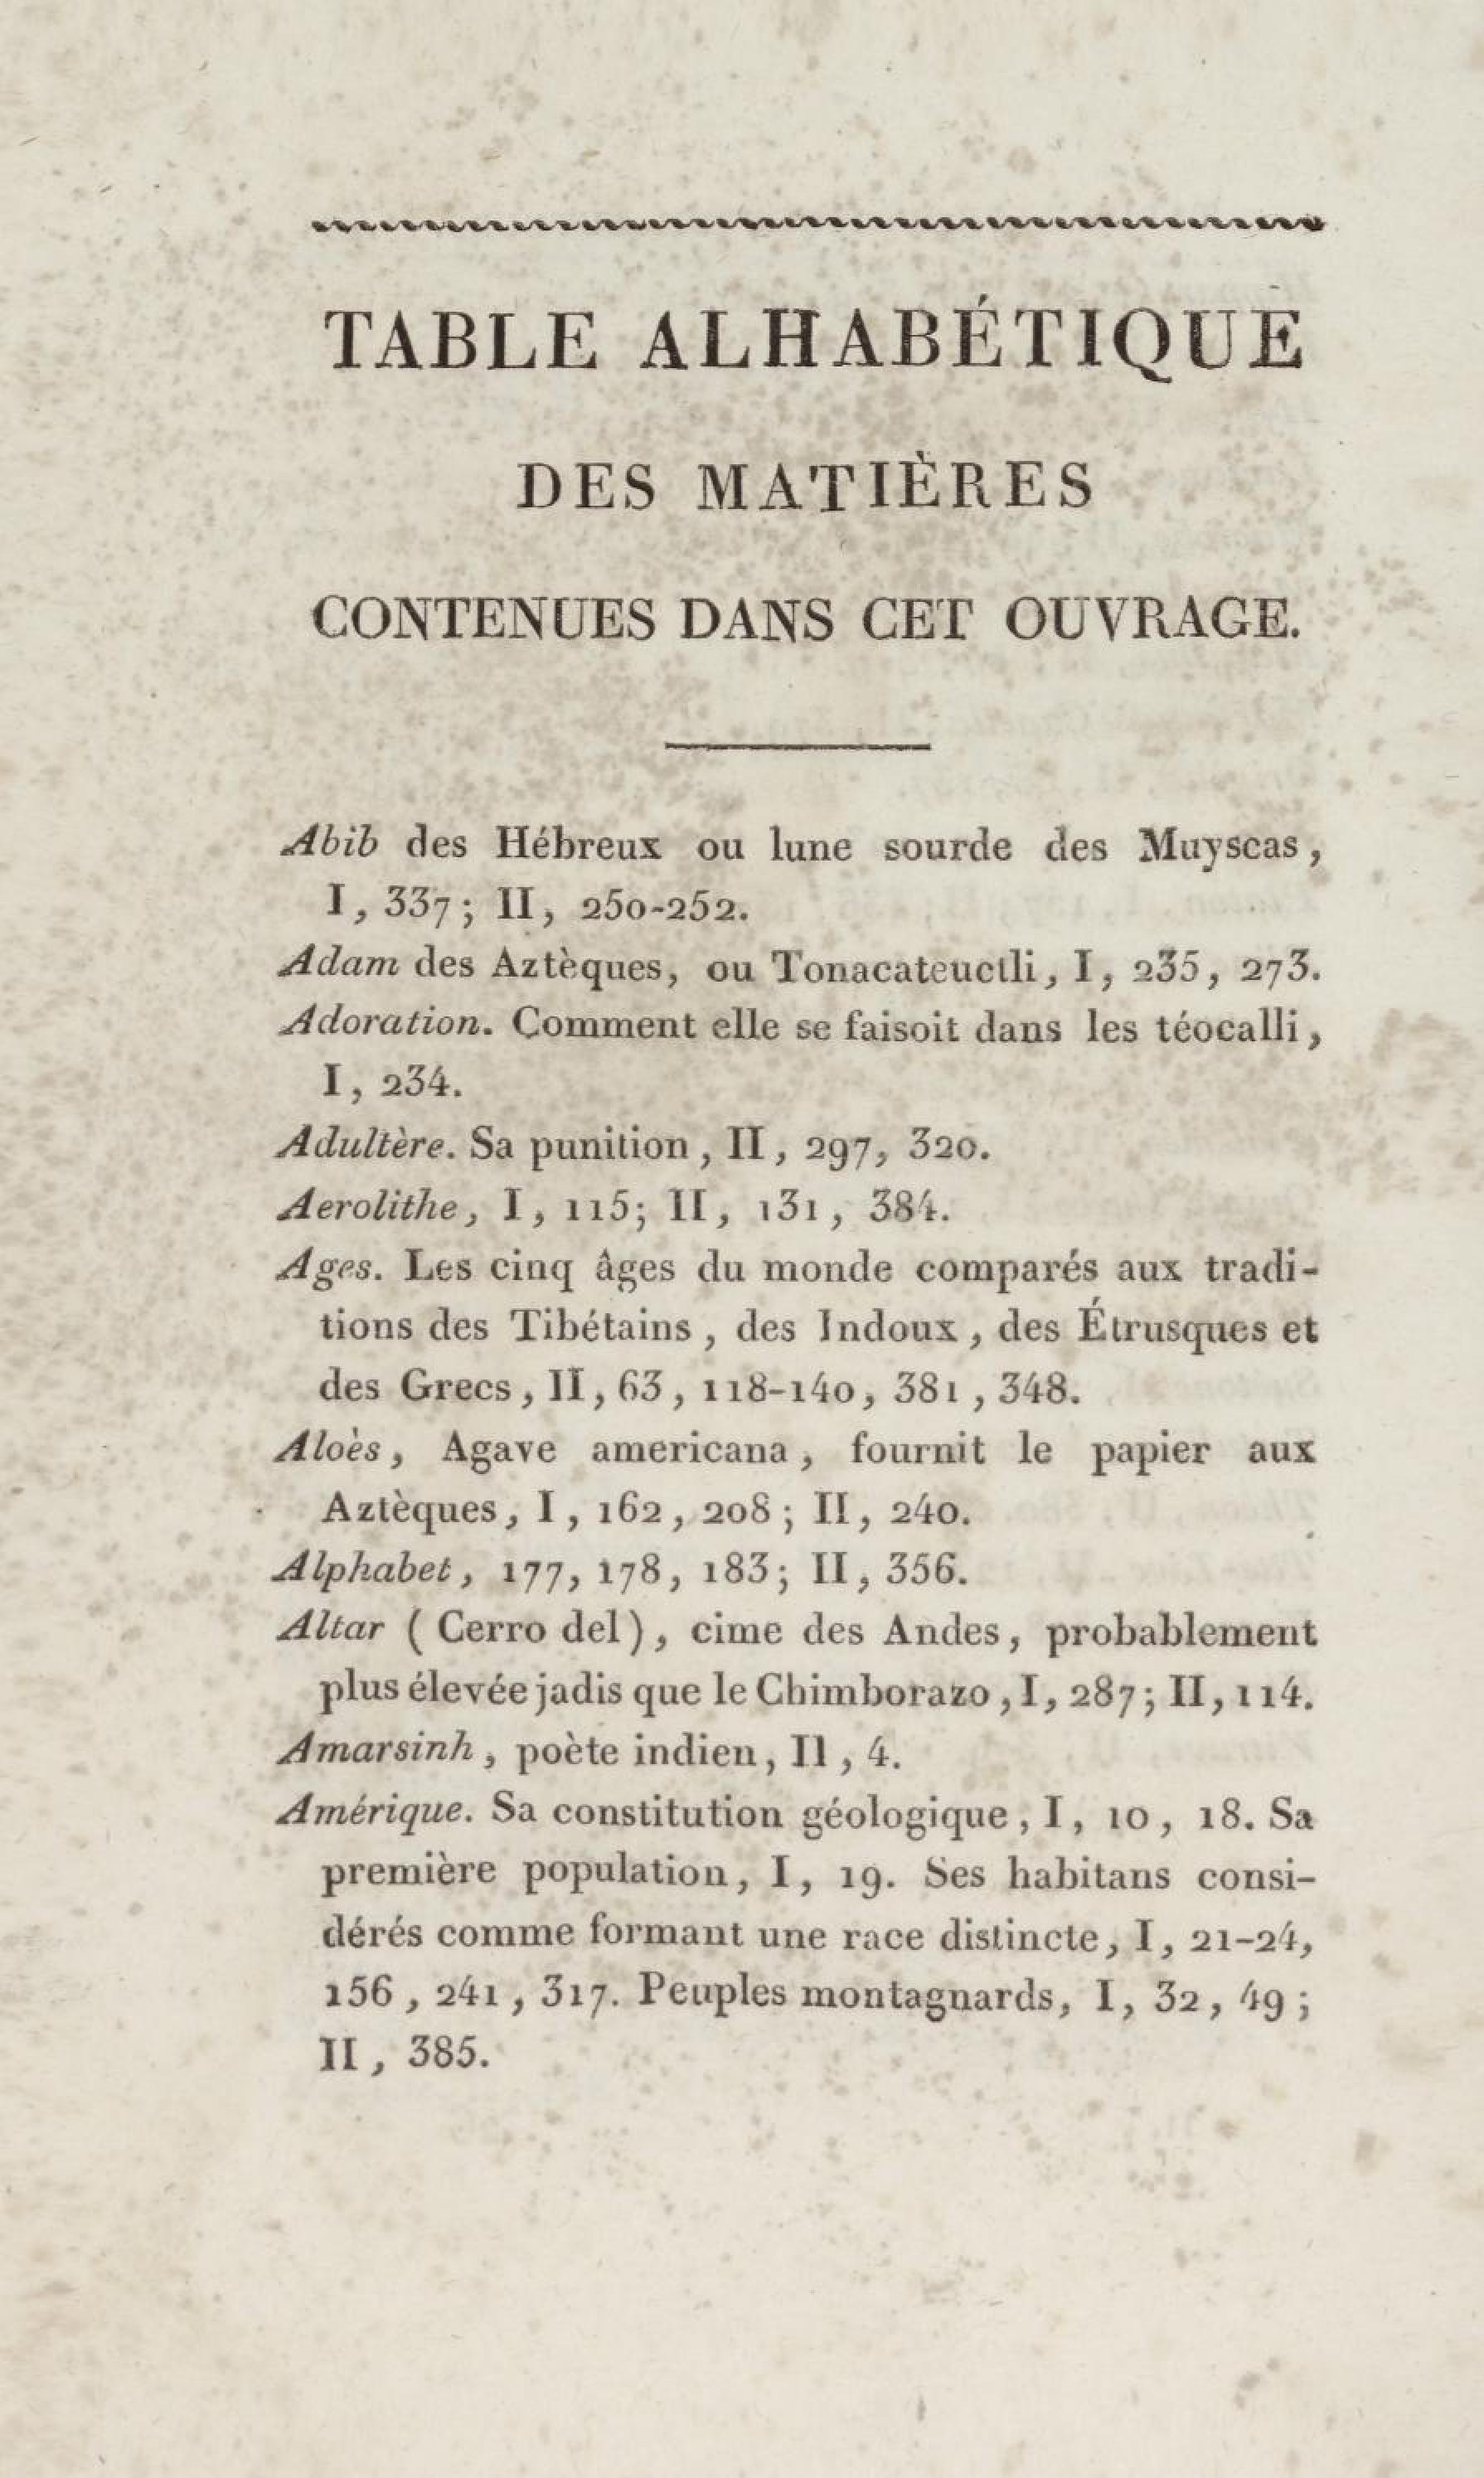 TABLE ALHABÉTIQUE
DES MATIÈRES
CONTENUES DANS CET OUVRAGE.
Abib des Hébreux ou lune sourde des Muyscas,
I, 337; II, 250-252.
Adam des Aztèques, ou Tonacateuctli, I, 235, 273.
Adoration. Comment elle se faisoit dans les téocalli,
I, 234.
Adultère. Sa punition, II, 297, 320.
Aerolithe, I, 115; II, 131, 384.
Ages. Les cinq âges du monde comparés aux tradi-
tions des Tibétains, des Indoux, des Étrusques et
des Grecs, II, 63, 118-140, 381, 348.
Aloès, Agave americana, fournit le papier aux
Aztèques, I, 162, 208; II, 240.
Alphabet, 177, 178, 183; II, 356.
Altar (Cerro del), cime des Andes, probablement
plus élevée jadis que le Chimborazo, I, 287; II, 114.
Amarsinh, poète indien, II, 4.
Amérique. Sa constitution géologique, I, 10, 18. Sa
première population, I, 19. Ses habitans consi-
dérés comme formant une race distincte, I, 21-24,
156, 241, 317. Peuples montagnards, I, 32, 49;
II, 385.